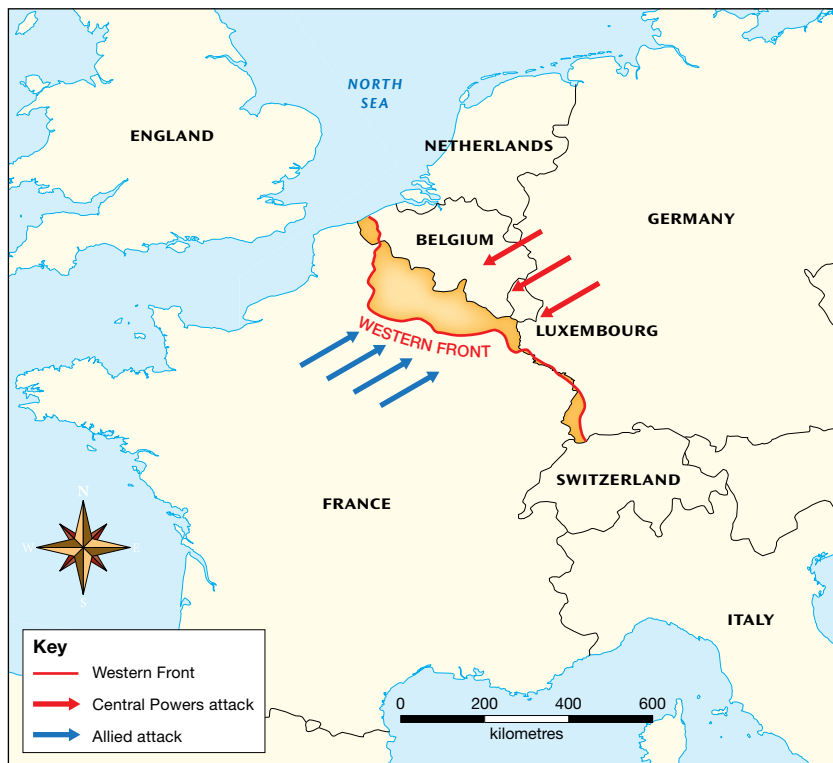 NORTH
SEA
ENGLAND
NETHERLANDS
GERMANY
BELGIUM
LUXEMBOURG
WESTERN FRONT
SWITZERLAND
FRANCE
N
W E
S
ITALY
Key
Western Front
Central Powers attack
Allied attack
0 200 400 600
kilometres